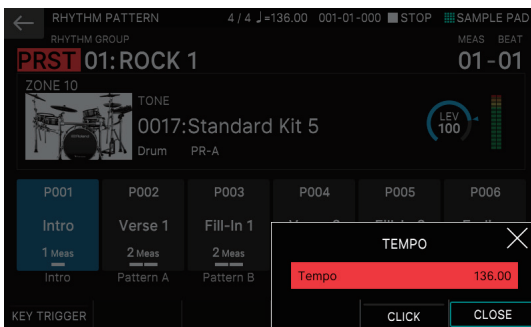 RHYTHM PATTERN 4/4 ♩=136.00 001-01-000 STOP SAMPLE PAD
RHYTHM GROUP MEAS BEAT
PRST 01:ROCK 1 01-01
ZONE 10
TONE
0017:Standard Kit 5
Drum PR-A
LEV
100
P001 P002 P003 P004 P005 P006
Intro Verse 1 Fill-In 1
1 Meas 2 Meas 2 Meas
Intro Pattern A Pattern B
TEMPO
Tempo 136.00
KEY TRIGGER CLICK CLOSE